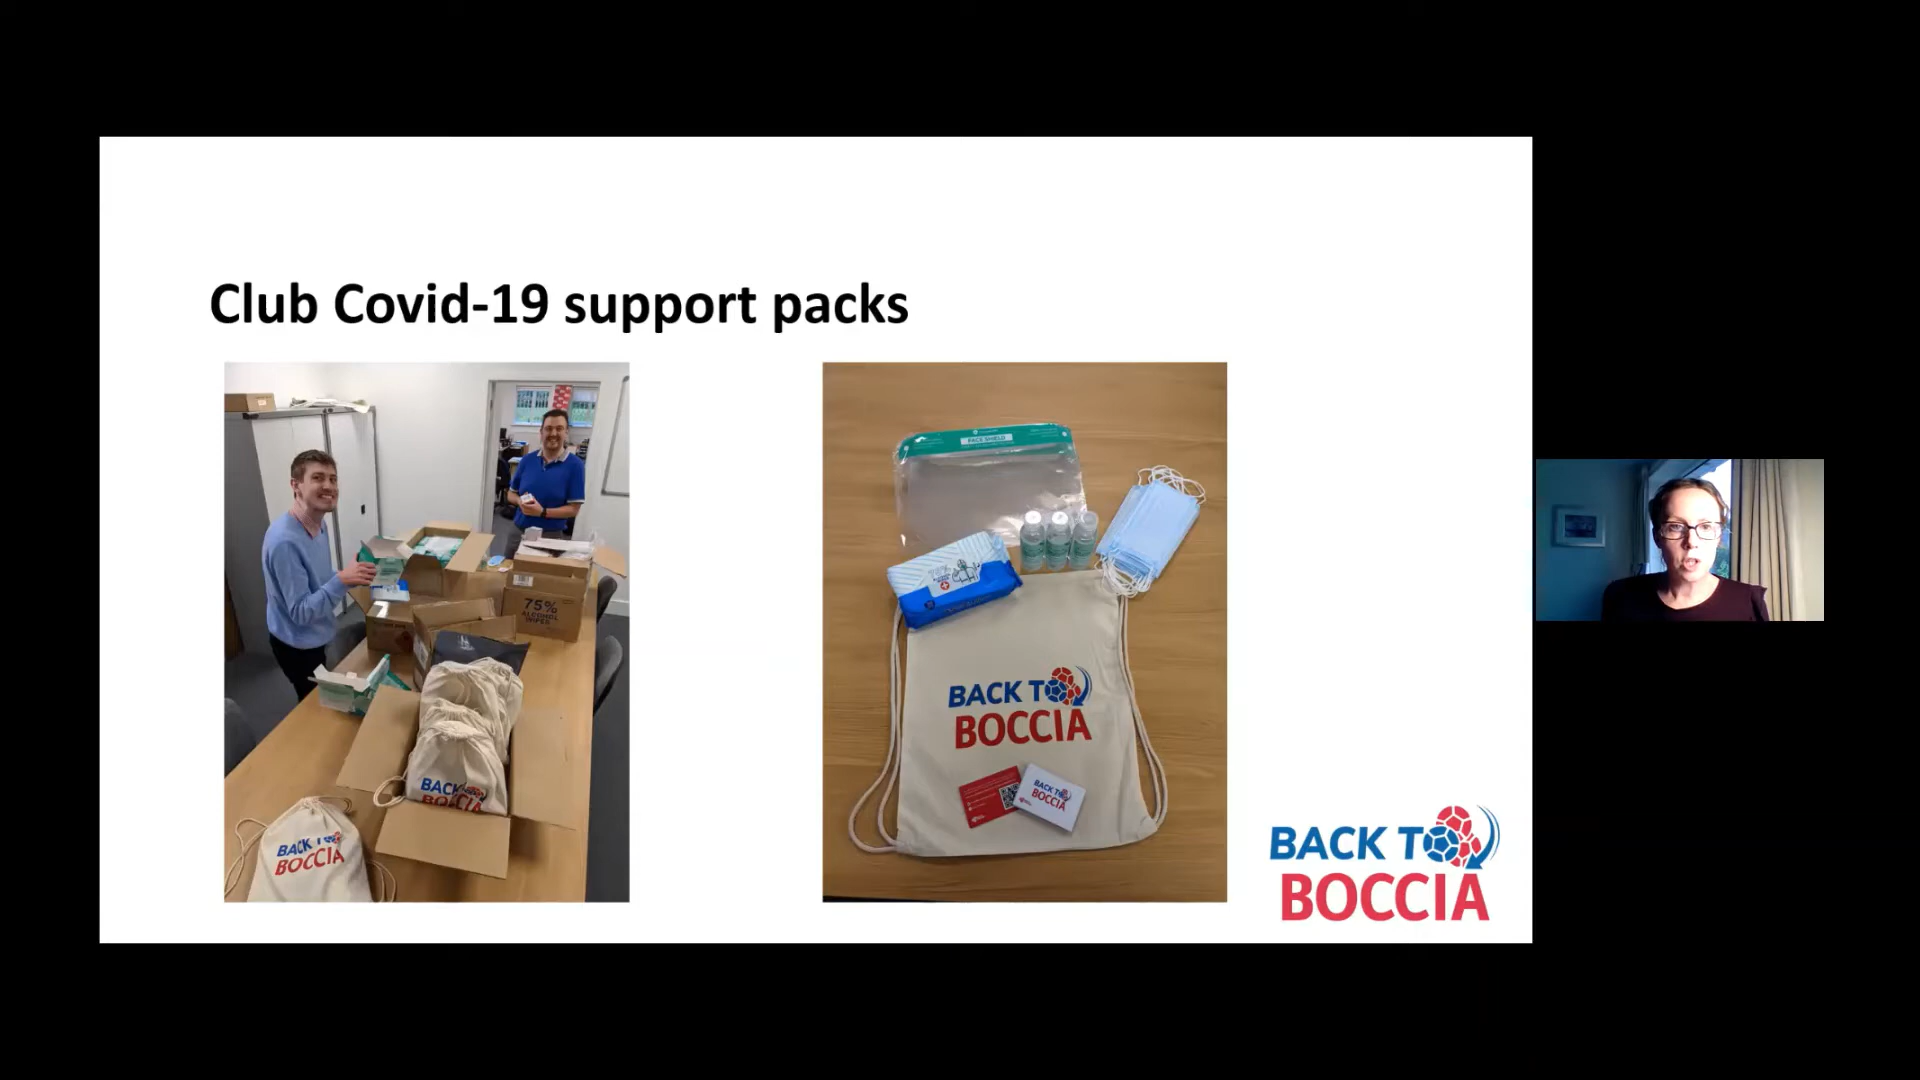 Club Covid-19 support packs
75%
ALCOHOL
WIPES
BACK TO
BOCCIA
BACK TO
BOCCIA
FACE SHIELD
BACK TO
BOCCIA
BACK TO
BOCCIA
BACK TO
BOCCIA